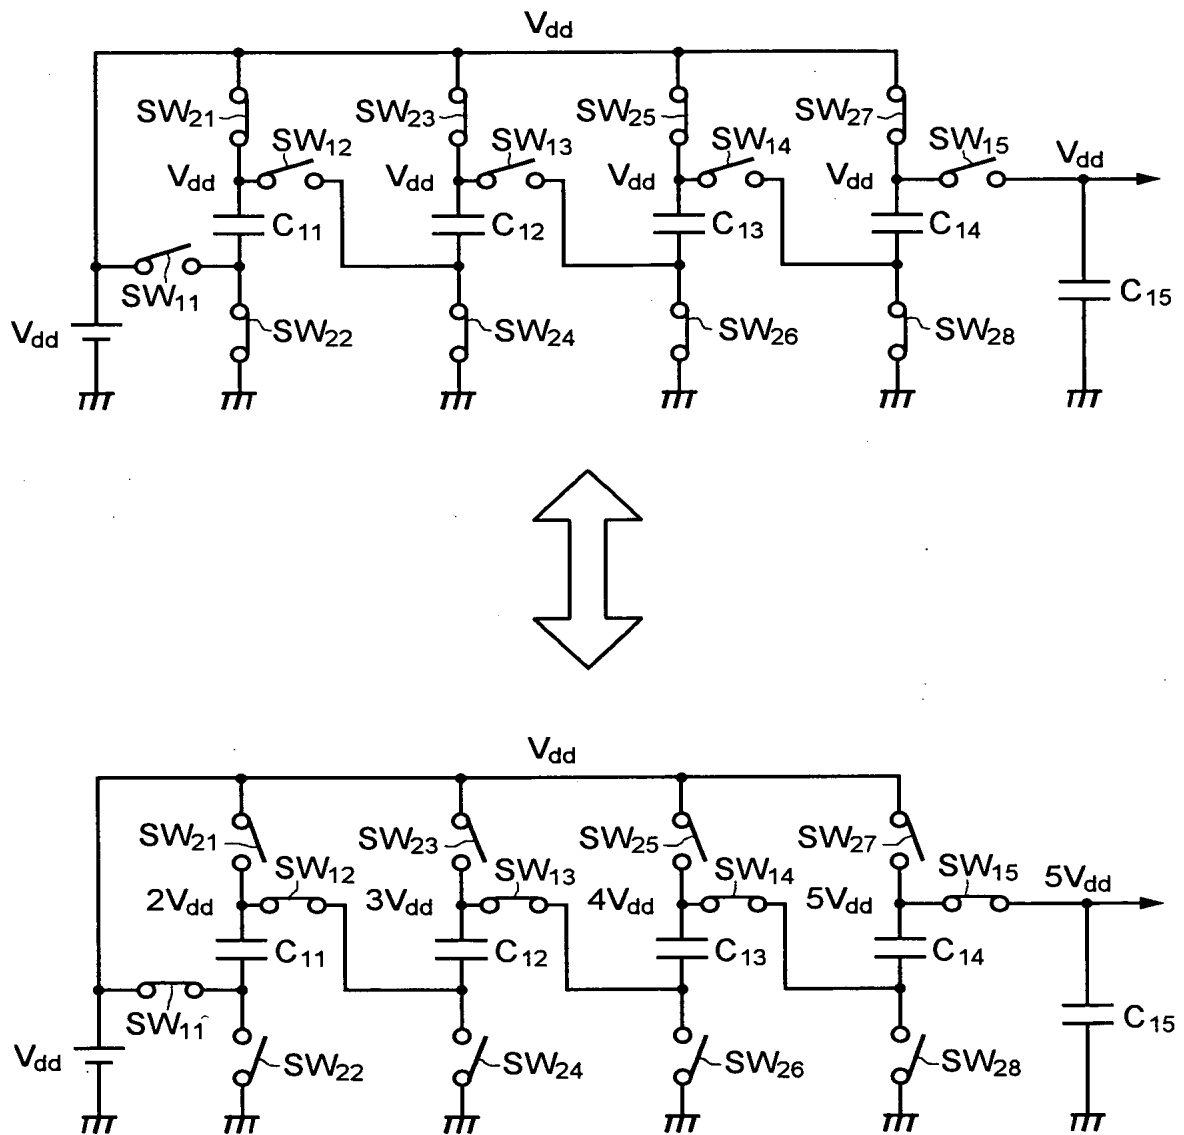 Vdd
SW21 SW23 SW25 SW27
SW12 SW13 SW14 SW15 Vdd
Vdd Vdd Vdd Vdd
C11 C12 C13 C14
SW11 C15
Vdd SW22 SW24 SW26 SW28
Vdd
SW21 SW23 SW25 SW27
SW12 SW13 SW14 SW15 5Vdd
2Vdd 3Vdd 4Vdd 5Vdd
C11 C12 C13 C14
SW11 C15
Vdd SW22 SW24 SW26 SW28